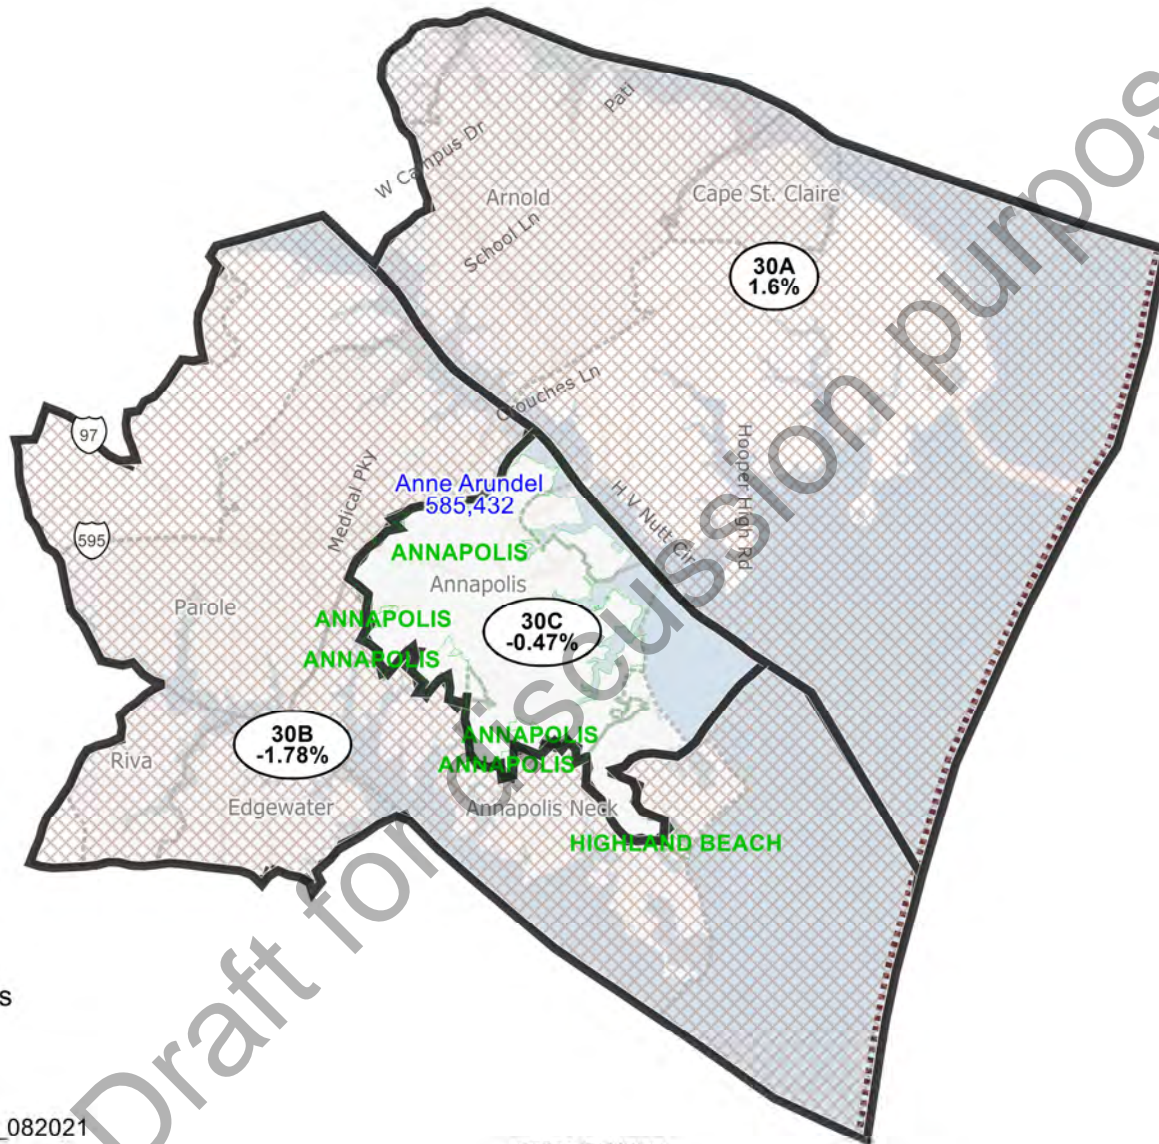 Pati
W Campus Dr
Arnold
Cape St. Claire
School Ln
30A
1.6%
Crouches Ln
97
Hooper High Rd
Medical Pky
Anne Arundel
585,432
H V Nutt Cir
595
ANNAPOLIS
Annapolis
Parole
ANNAPOLIS
30C
-0.47%
ANNAPOLIS
30B
-1.78%
ANNAPOLIS
Riva
ANNAPOLIS
Edgewater
Annapolis Neck
HIGHLAND BEACH
s
_082021
Draft for discussion purpos